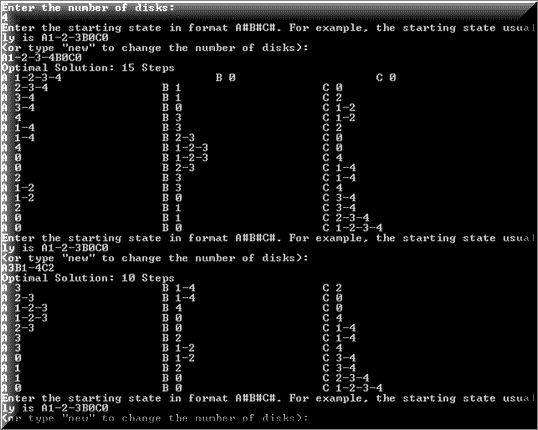 Enter the number of disks:
4
Enter the starting state in format A#B#C#. For example, the starting state usual
ly is A1-2-3B0C0
(or type "new" to change the number of disks):
A1-2-3-4B0C0
Optimal Solution: 15 Steps
A 1-2-3-4 B 0 C 0
A 2-3-4 B 1 C 0
A 3-4 B 1 C 2
A 3-4 B 0 C 1-2
A 4 B 3 C 1-2
A 1-4 B 3 C 2
A 1-4 B 2-3 C 0
A 4 B 1-2-3 C 0
A 0 B 1-2-3 C 4
A 0 B 2-3 C 1-4
A 2 B 3 C 1-4
A 1-2 B 3 C 4
A 1-2 B 0 C 3-4
A 2 B 1 C 3-4
A 0 B 1 C 2-3-4
A 0 B 0 C 1-2-3-4
Enter the starting state in format A#B#C#. For example, the starting state usual
ly is A1-2-3B0C0
(or type "new" to change the number of disks):
A3B1-4C2
Optimal Solution: 10 Steps
A 3 B 1-4 C 2
A 2-3 B 1-4 C 0
A 1-2-3 B 4 C 0
A 1-2-3 B 0 C 4
A 2-3 B 0 C 1-4
A 3 B 2 C 1-4
A 3 B 1-2 C 4
A 0 B 1-2 C 3-4
A 1 B 2 C 3-4
A 1 B 0 C 2-3-4
A 0 B 0 C 1-2-3-4
Enter the starting state in format A#B#C#. For example, the starting state usual
ly is A1-2-3B0C0
(or type "new" to change the number of disks):